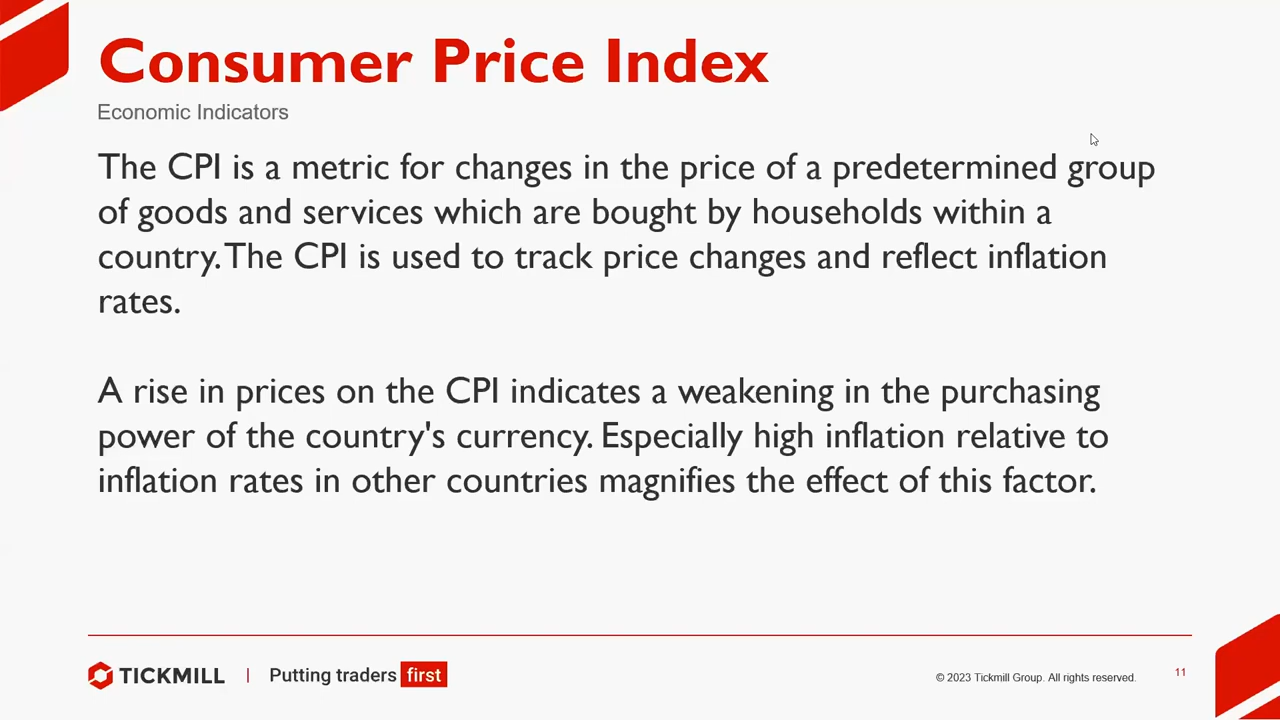 Consumer Price Index
Economic Indicators
The CPI is a metric for changes in the price of a predetermined group
of goods and services which are bought by households within a
country. The CPI is used to track price changes and reflect inflation
rates.
A rise in prices on the CPI indicates a weakening in the purchasing
power of the country's currency. Especially high inflation relative to
inflation rates in other countries magnifies the effect of this factor.
TICKMILL | Putting traders first
© 2023 Tickmill Group. All rights reserved.
11